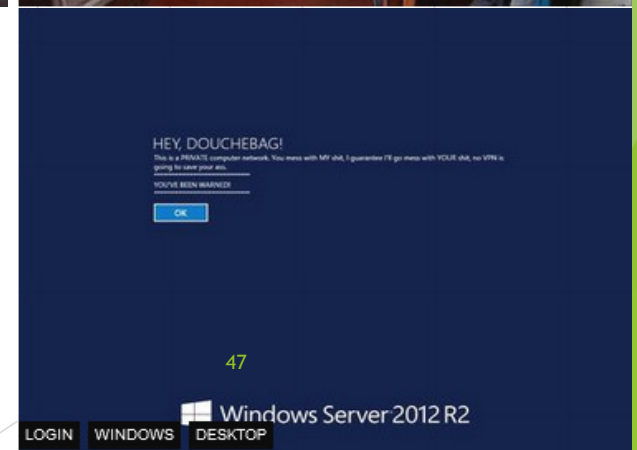 HEY, DOUCHEBAG!
This is a PRIVATE computer network. You mess with MY shit, I guarantee I'll go mess with YOUR shit, no VPN is
going to save your ass.
YOU'VE BEEN WARNED!
OK
47
Windows Server 2012 R2
LOGIN WINDOWS DESKTOP